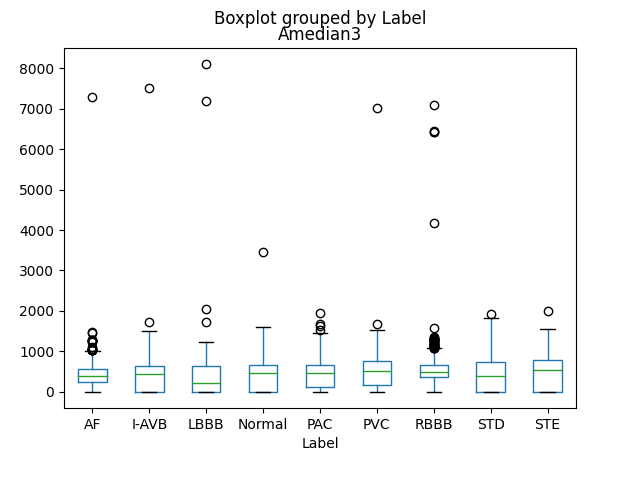 Boxplot grouped by Label
Amedian3
8000
7000
6000
5000
4000
3000
2000
1000
0
AF I-AVB LBBB Normal PAC PVC RBBB STD STE
Label